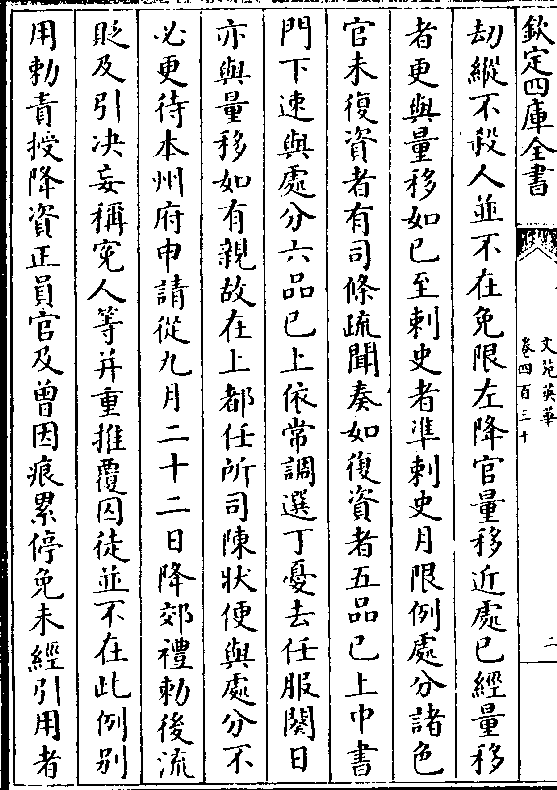 欽定四庫全書
文苑英華
卷四百三十
二
劫縱不殺人並不在免限左降官量移近處已經量移
者更與量移如已至刺史者準刺史月限例處分諸色
官未復資者有司條疏聞奏如復資者五品已上中書
門下速與處分六品已上依常調選丁憂去任服闋日
亦與量移如有親故在上都任所司陳狀便與處分不
必更待本州府申請從九月二十二日降郊禮勅後流
貶及引决妄稱寃人等并重推覆囚徒並不在此例别
用勅責授降資正員官及曾因痕累停免未經引用者